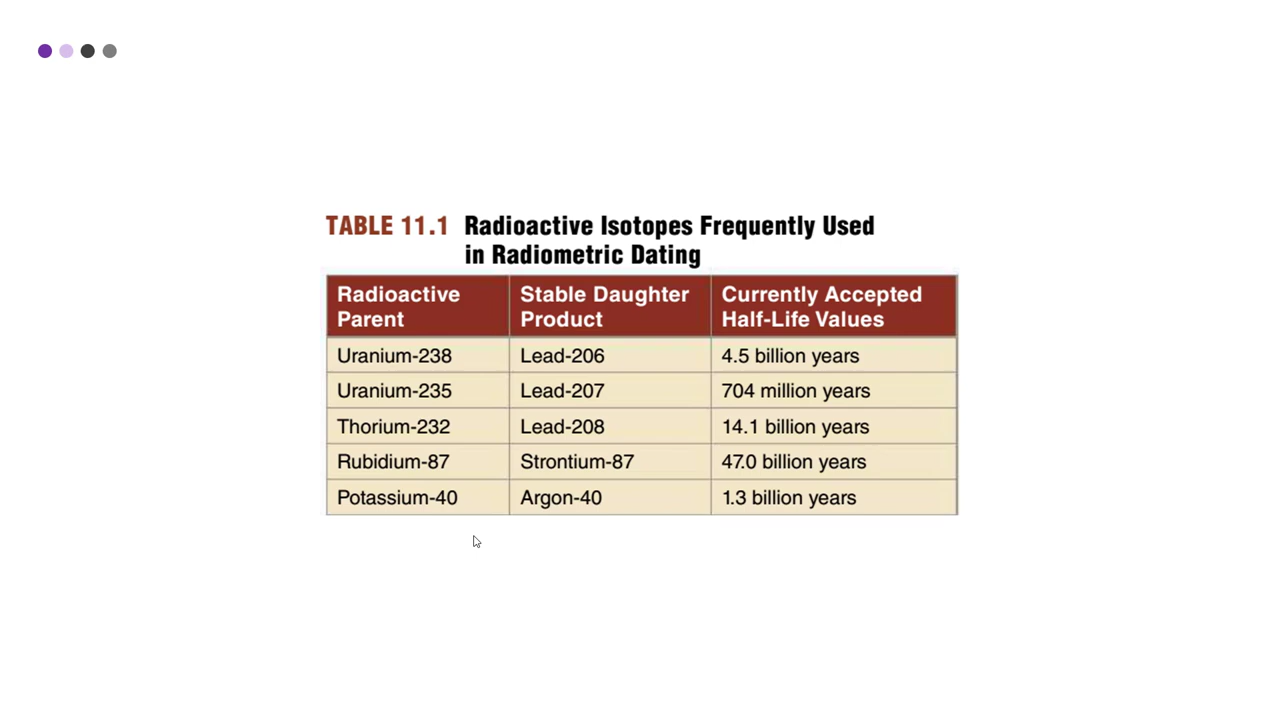 TABLE 11.1 Radioactive Isotopes Frequently Used
in Radiometric Dating
Radioactive Parent Stable Daughter Product Currently Accepted Half-Life Values
Uranium-238 Lead-206 4.5 billion years
Uranium-235 Lead-207 704 million years
Thorium-232 Lead-208 14.1 billion years
Rubidium-87 Strontium-87 47.0 billion years
Potassium-40 Argon-40 1.3 billion years